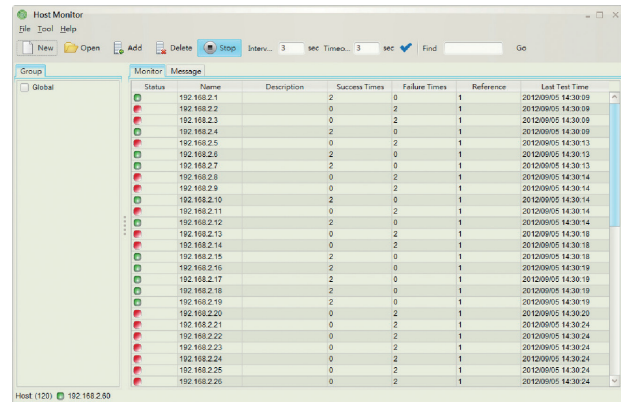 Host Monitor
File Tool Help
New Open Add Delete Stop Interv... 3 sec Timeo... 3 sec Find Go
Group
Monitor Message
Global
Status Name Description Success Times Failure Times Reference Last Test Time
192.168.2.1 2 0 1 2012/09/05 14:30:09
192.168.2.2 0 2 1 2012/09/05 14:30:09
192.168.2.3 0 2 1 2012/09/05 14:30:09
192.168.2.4 2 0 1 2012/09/05 14:30:09
192.168.2.5 0 2 1 2012/09/05 14:30:13
192.168.2.6 2 0 1 2012/09/05 14:30:13
192.168.2.7 2 0 1 2012/09/05 14:30:13
192.168.2.8 0 2 1 2012/09/05 14:30:14
192.168.2.9 0 2 1 2012/09/05 14:30:14
192.168.2.10 2 0 1 2012/09/05 14:30:14
192.168.2.11 0 2 1 2012/09/05 14:30:14
192.168.2.12 2 0 1 2012/09/05 14:30:14
192.168.2.13 0 2 1 2012/09/05 14:30:18
192.168.2.14 0 2 1 2012/09/05 14:30:18
192.168.2.15 2 0 1 2012/09/05 14:30:18
192.168.2.16 2 0 1 2012/09/05 14:30:19
192.168.2.17 2 0 1 2012/09/05 14:30:19
192.168.2.18 2 0 1 2012/09/05 14:30:19
192.168.2.19 2 0 1 2012/09/05 14:30:19
192.168.2.20 0 2 1 2012/09/05 14:30:20
192.168.2.21 0 2 1 2012/09/05 14:30:24
192.168.2.22 0 2 1 2012/09/05 14:30:24
192.168.2.23 0 2 1 2012/09/05 14:30:24
192.168.2.24 0 2 1 2012/09/05 14:30:24
192.168.2.25 0 2 1 2012/09/05 14:30:24
192.168.2.26 0 2 1 2012/09/05 14:30:24
Host: (120) 192.168.2.60